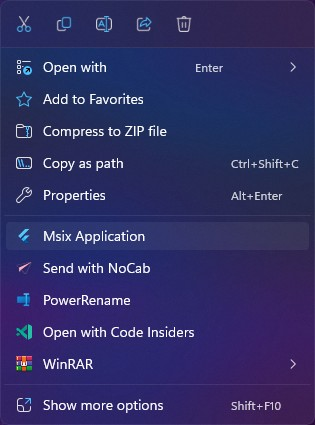 Open with Enter
Add to Favorites
Compress to ZIP file
Copy as path Ctrl+Shift+C
Properties Alt+Enter
Msix Application
Send with NoCab
PowerRename
Open with Code Insiders
WinRAR
Show more options Shift+F10